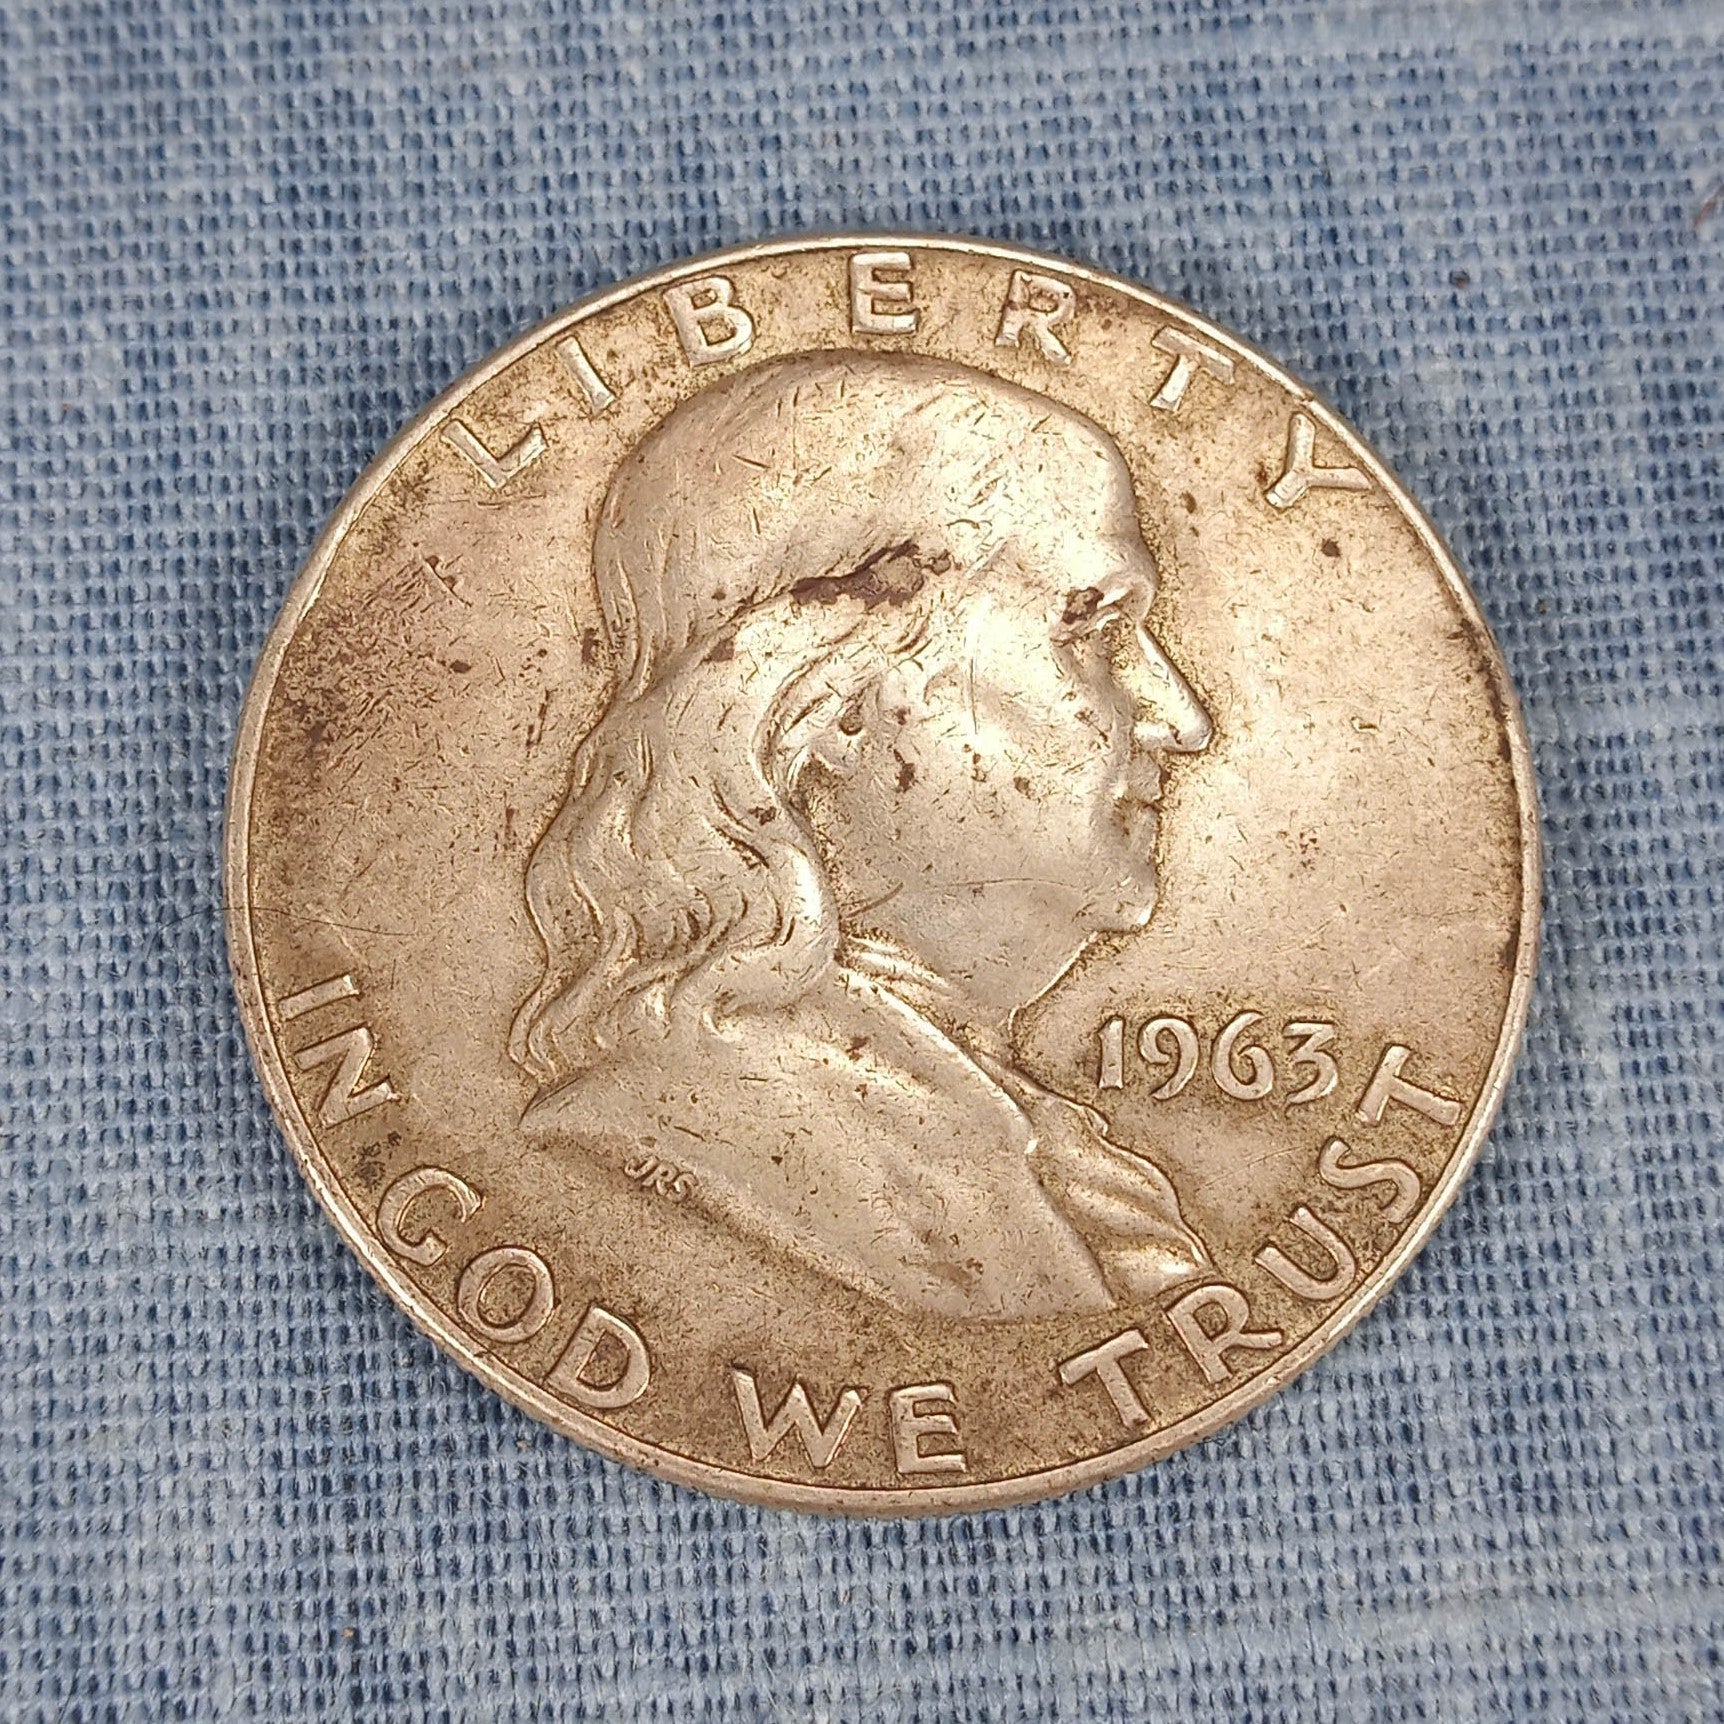 LIBERTY
1963
JRS
IN GOD WE TRUST